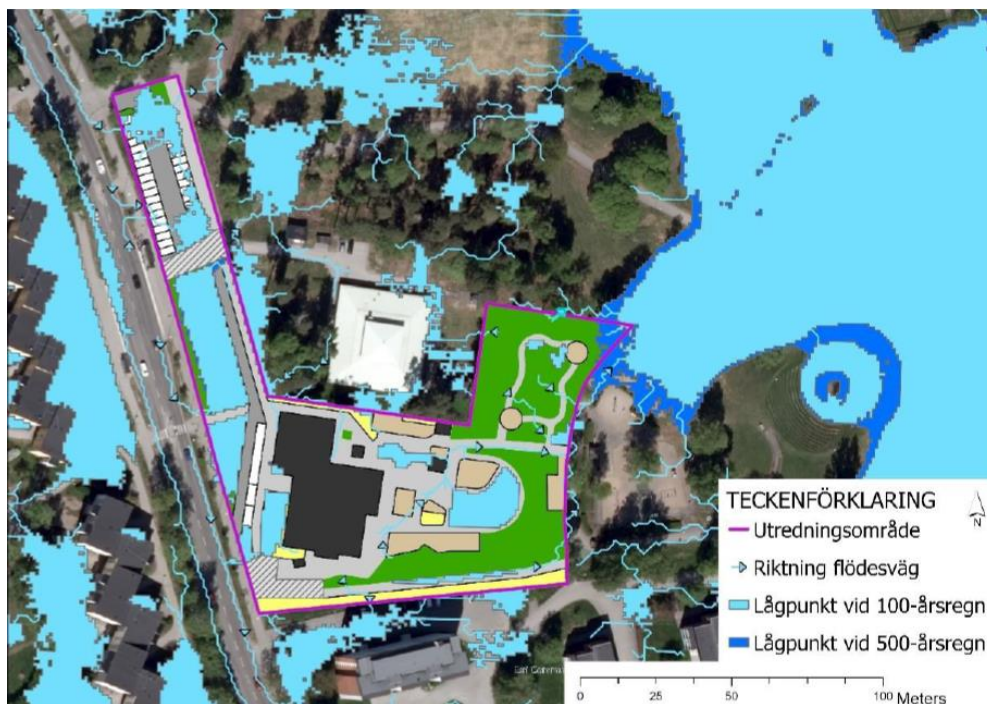 TECKENFÖRKLARING
N
Utredningsområde
Riktning flödesväg
Lågpunkt vid 100-årsregn
Lågpunkt vid 500-årsregn
0 25 50 100 Meters